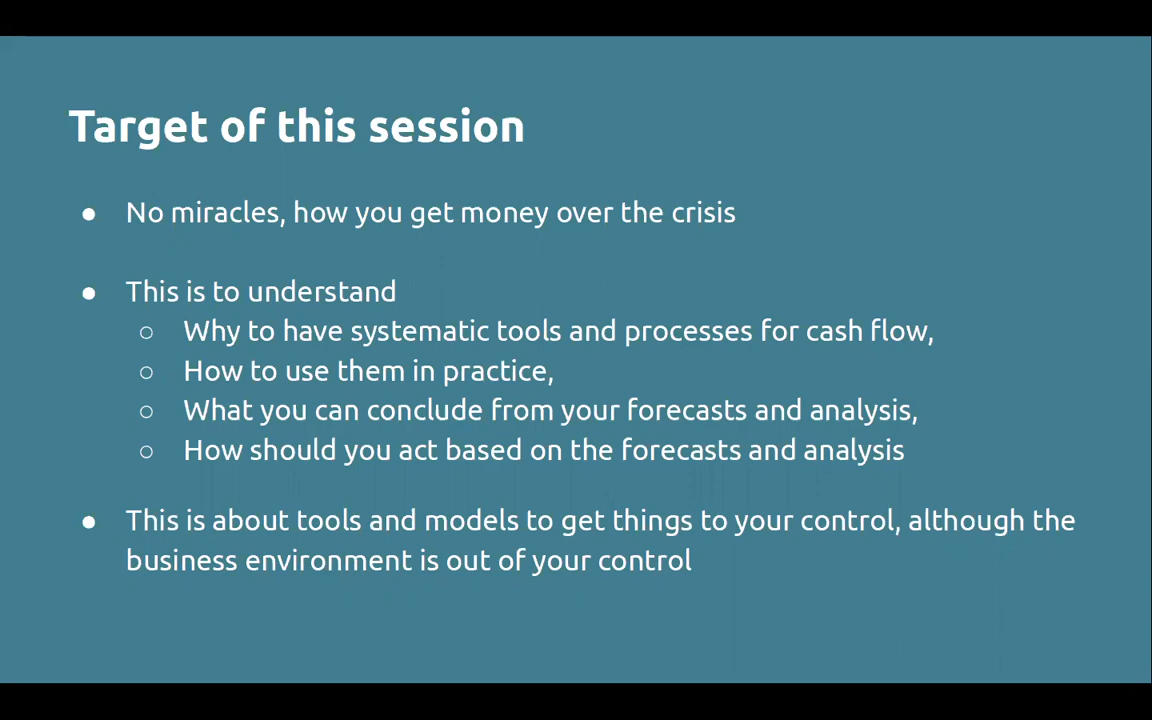 Target of this session
● No miracles, how you get money over the crisis
● This is to understand
○ Why to have systematic tools and processes for cash flow,
○ How to use them in practice,
○ What you can conclude from your forecasts and analysis,
○ How should you act based on the forecasts and analysis
● This is about tools and models to get things to your control, although the
business environment is out of your control